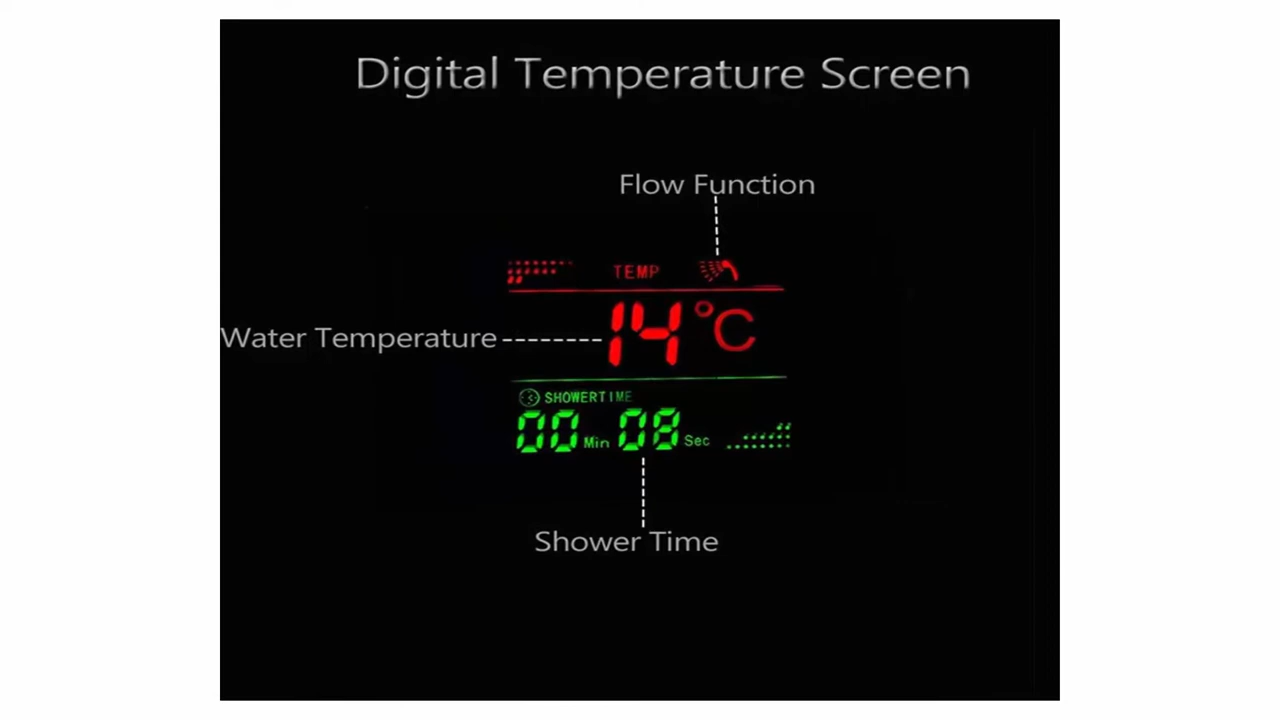 Digital Temperature Screen
Flow Function
TEMP
Water Temperature
14°C
SHOWERTIME
00 Min 08 Sec
Shower Time